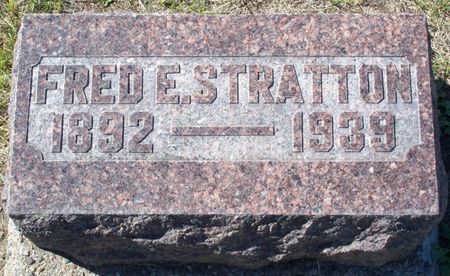 FRED E. STRATTON
1892 — 1939